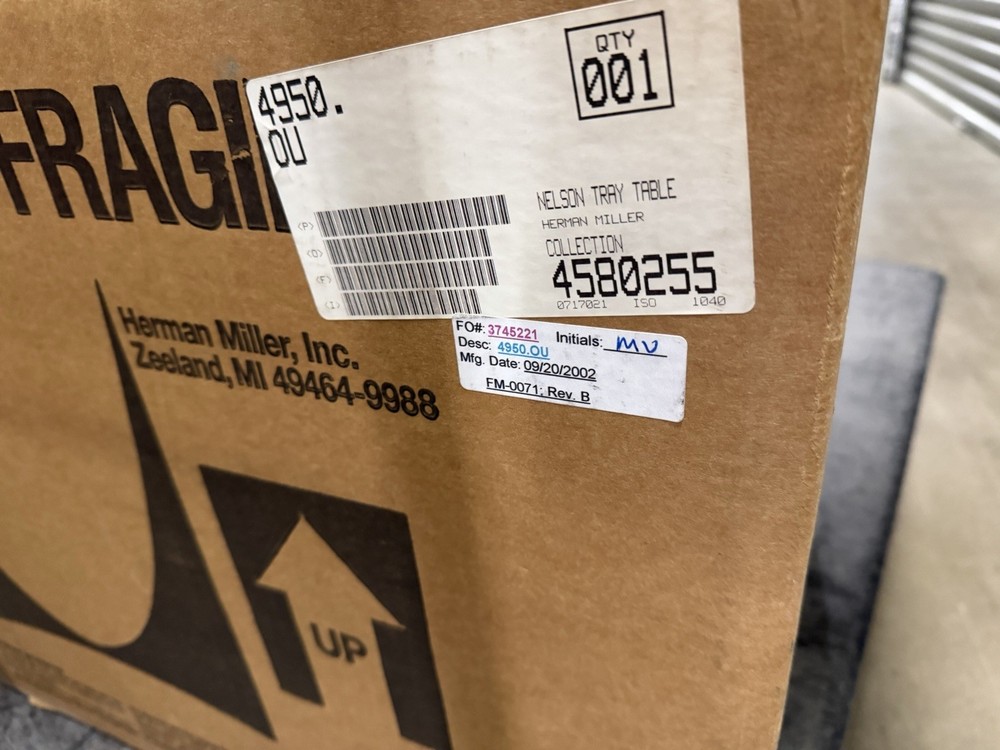 FRAGI
4950.
OU
QTY
001
NELSON TRAY TABLE
HERMAN MILLER
COLLECTION
4580255
0717021 ISO 1040
(P)
(Q)
(F)
(I)
FO#: 3745221 Initials: MV
Desc: 4950.OU
Mfg. Date: 09/20/2002
FM-0071; Rev. B
Herman Miller, Inc.
Zeeland, MI 49464-9988
UP